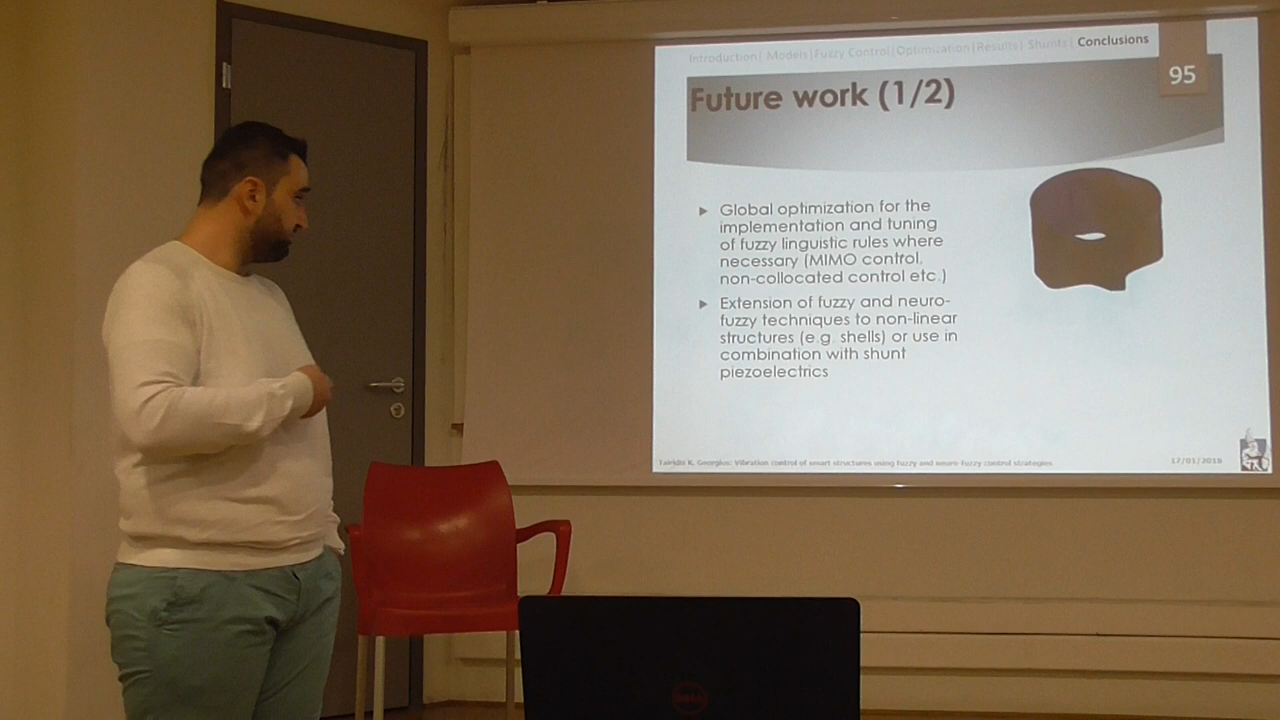 Introduction| Models|Fuzzy Control|Optimization|Results| Shunts| Conclusions
95
Future work (1/2)
Global optimization for the
implementation and tuning
of fuzzy linguistic rules where
necessary (MIMO control,
non-collocated control etc.)
Extension of fuzzy and neuro-
fuzzy techniques to non-linear
structures (e.g. shells) or use in
combination with shunt
piezoelectrics
Tairidis K. Georgios: Vibration control of smart structures using fuzzy and neuro-fuzzy control strategies
17/01/2018
DELL